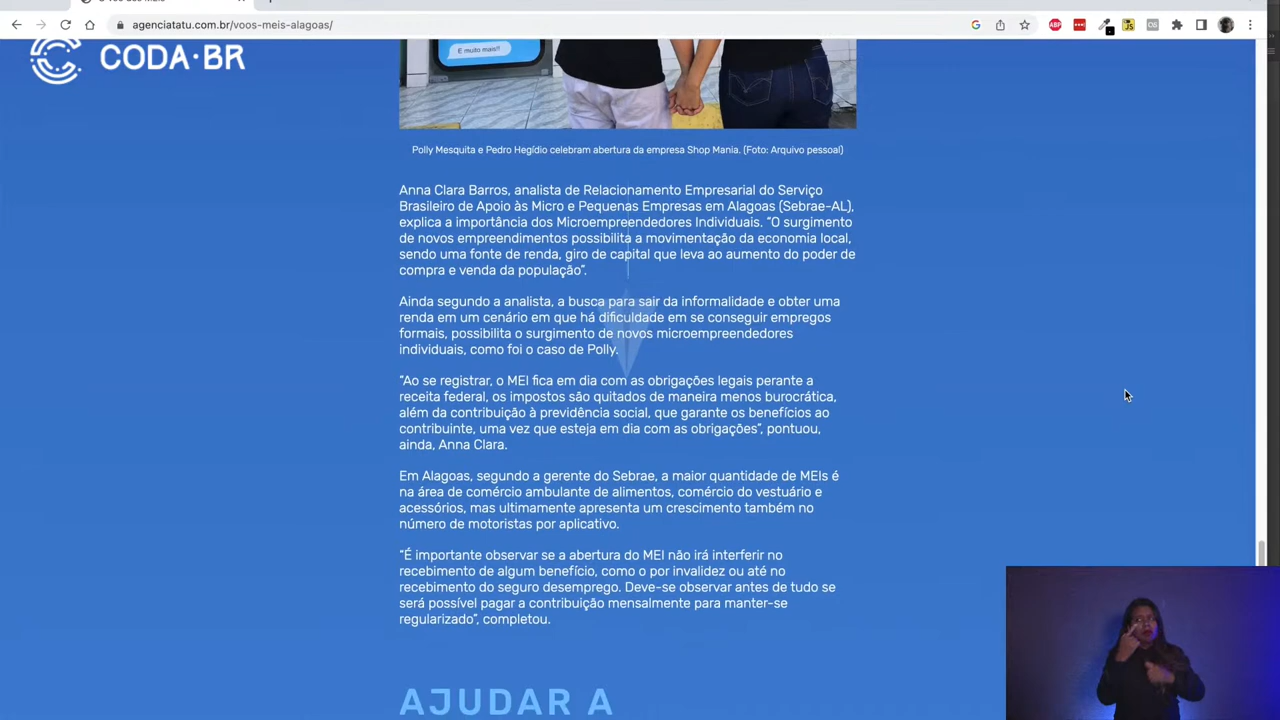 agenciatatu.com.br/voos-meis-alagoas/
CODA.BR
E muito mais!!
Polly Mesquita e Pedro Hegídio celebram abertura da empresa Shop Mania. (Foto: Arquivo pessoal)
Anna Clara Barros, analista de Relacionamento Empresarial do Serviço
Brasileiro de Apoio às Micro e Pequenas Empresas em Alagoas (Sebrae-AL),
explica a importância dos Microempreendedores Individuais. "O surgimento
de novos empreendimentos possibilita a movimentação da economia local,
sendo uma fonte de renda, giro de capital que leva ao aumento do poder de
compra e venda da população".
Ainda segundo a analista, a busca para sair da informalidade e obter uma
renda em um cenário em que há dificuldade em se conseguir empregos
formais, possibilita o surgimento de novos microempreendedores
individuais, como foi o caso de Polly.
"Ao se registrar, o MEI fica em dia com as obrigações legais perante a
receita federal, os impostos são quitados de maneira menos burocrática,
além da contribuição à previdência social, que garante os benefícios ao
contribuinte, uma vez que esteja em dia com as obrigações", pontuou,
ainda, Anna Clara.
Em Alagoas, segundo a gerente do Sebrae, a maior quantidade de MEIs é
na área de comércio ambulante de alimentos, comércio do vestuário e
acessórios, mas ultimamente apresenta um crescimento também no
número de motoristas por aplicativo.
"É importante observar se a abertura do MEI não irá interferir no
recebimento de algum benefício, como o por invalidez ou até no
recebimento do seguro desemprego. Deve-se observar antes de tudo se
será possível pagar a contribuição mensalmente para manter-se
regularizado", completou.
AJUDAR A